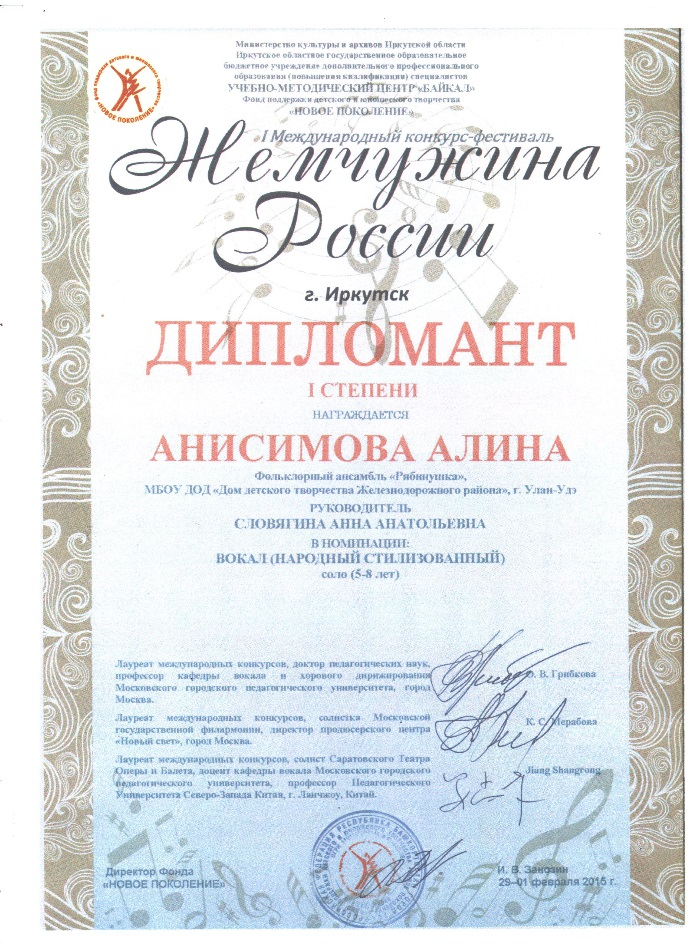 Министерство культуры и архивов Иркутской области
Иркутское областное государственное образовательное
бюджетное учреждение дополнительного профессионального
образования (повышения квалификации) специалистов
УЧЕБНО-МЕТОДИЧЕСКИЙ ЦЕНТР «БАЙКАЛ»
Фонд поддержки детского и юношеского творчества
«НОВОЕ ПОКОЛЕНИЕ»
«НОВОЕ ПОКОЛЕНИЕ»
I Международный конкурс-фестиваль
Жемчужина
России
г. Иркутск
ДИПЛОМАНТ
I СТЕПЕНИ
НАГРАЖДАЕТСЯ
АНИСИМОВА АЛИНА
Фольклорный ансамбль «Рябинушка»,
МБОУ ДОД «Дом детского творчества Железнодорожного района», г. Улан-Удэ
РУКОВОДИТЕЛЬ
СЛОВЯГИНА АННА АНАТОЛЬЕВНА
В НОМИНАЦИИ:
ВОКАЛ (НАРОДНЫЙ СТИЛИЗОВАННЫЙ)
соло (5-8 лет)
Лауреат международных конкурсов, доктор педагогических наук,
профессор кафедры вокала и хорового дирижирования
Московского городского педагогического университета, город
Москва.
О. В. Грибкова
Лауреат международных конкурсов, солистка Московской
государственной филармонии, директор продюсерского центра
«Новый свет», город Москва.
К. С. Мерабова
Лауреат международных конкурсов, солист Саратовского Театра
Оперы и Балета, доцент кафедры вокала Московского городского
педагогического университета, профессор Педагогического
Университета Северо-Запада Китая, г. Ланчжоу, Китай.
Jiang Shangrong
Директор Фонда
«НОВОЕ ПОКОЛЕНИЕ»
И. В. Занозин
29–01 февраля 2015 г.